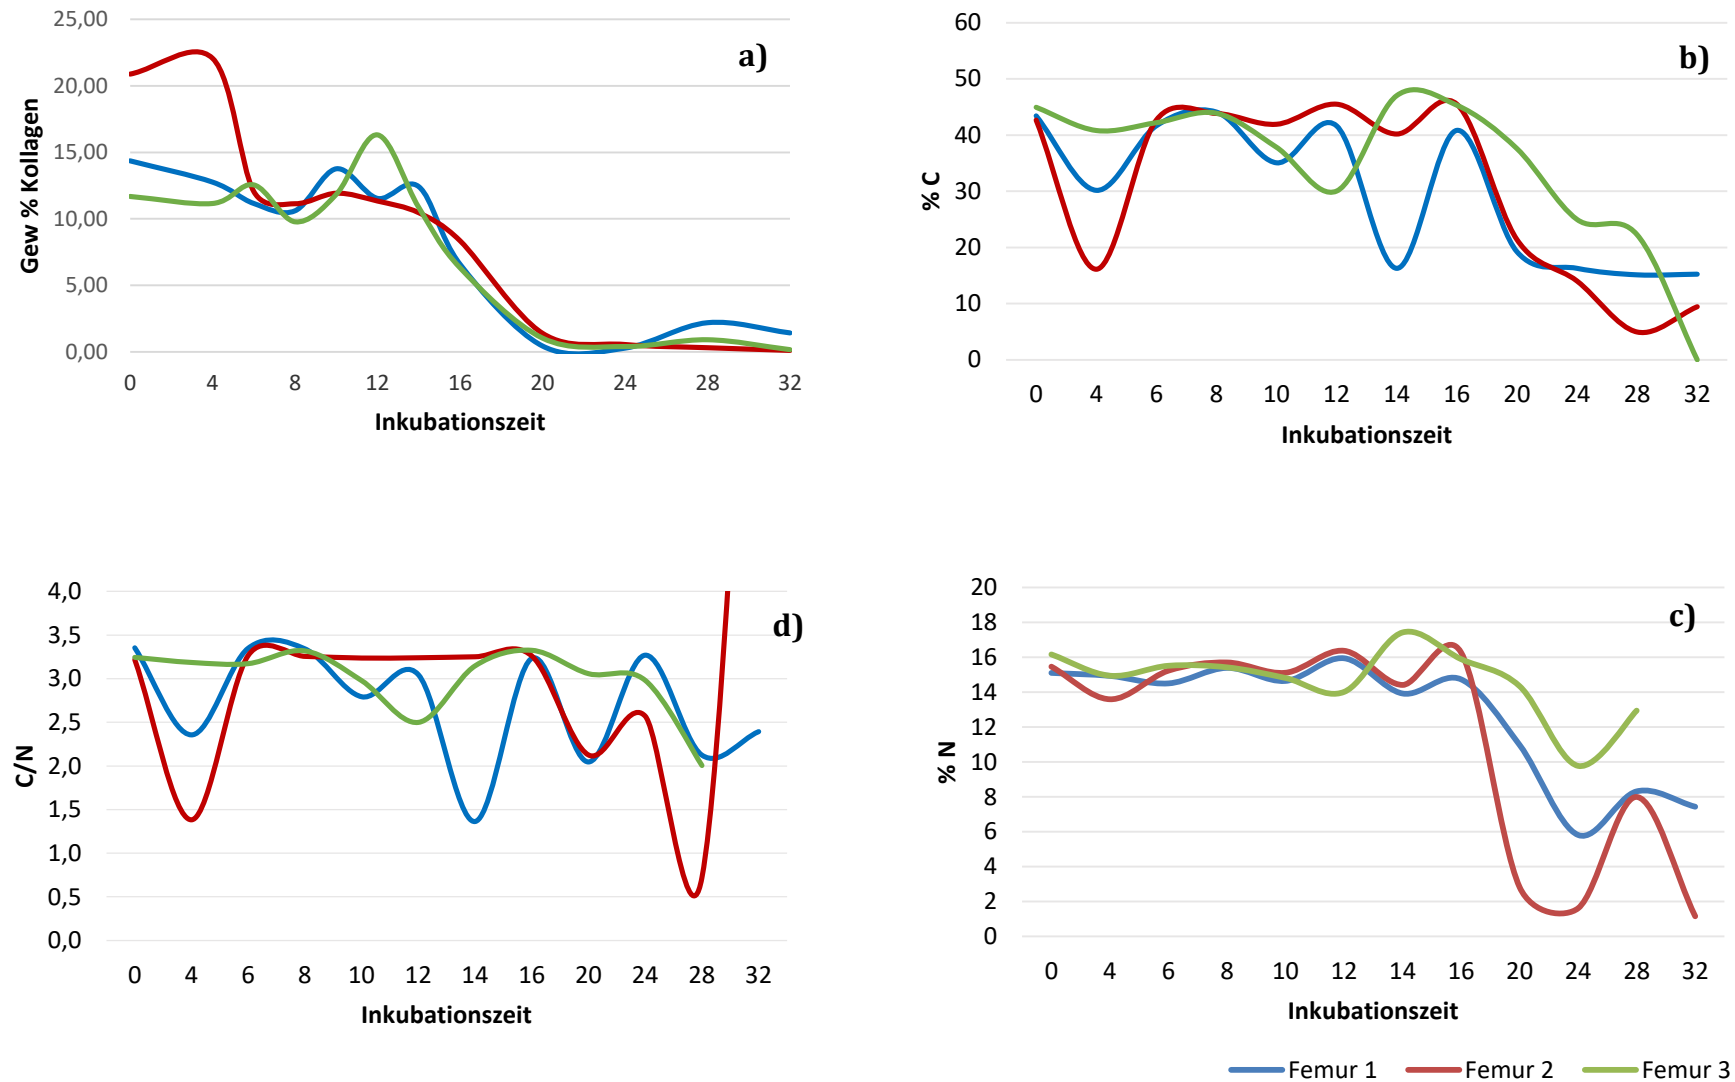 a)
25,00
20,00
15,00
10,00
5,00
0,00
Gew % Kollagen
0 4 8 12 16 20 24 28 32
Inkubationszeit
b)
60
50
40
30
20
10
0
% C
0 4 6 8 10 12 14 16 20 24 28 32
Inkubationszeit
d)
4,0
3,5
3,0
2,5
2,0
1,5
1,0
0,5
0,0
C/N
0 4 6 8 10 12 14 16 20 24 28 32
Inkubationszeit
c)
20
18
16
14
12
10
8
6
4
2
0
% N
0 4 6 8 10 12 14 16 20 24 28 32
Inkubationszeit
Femur 1 Femur 2 Femur 3